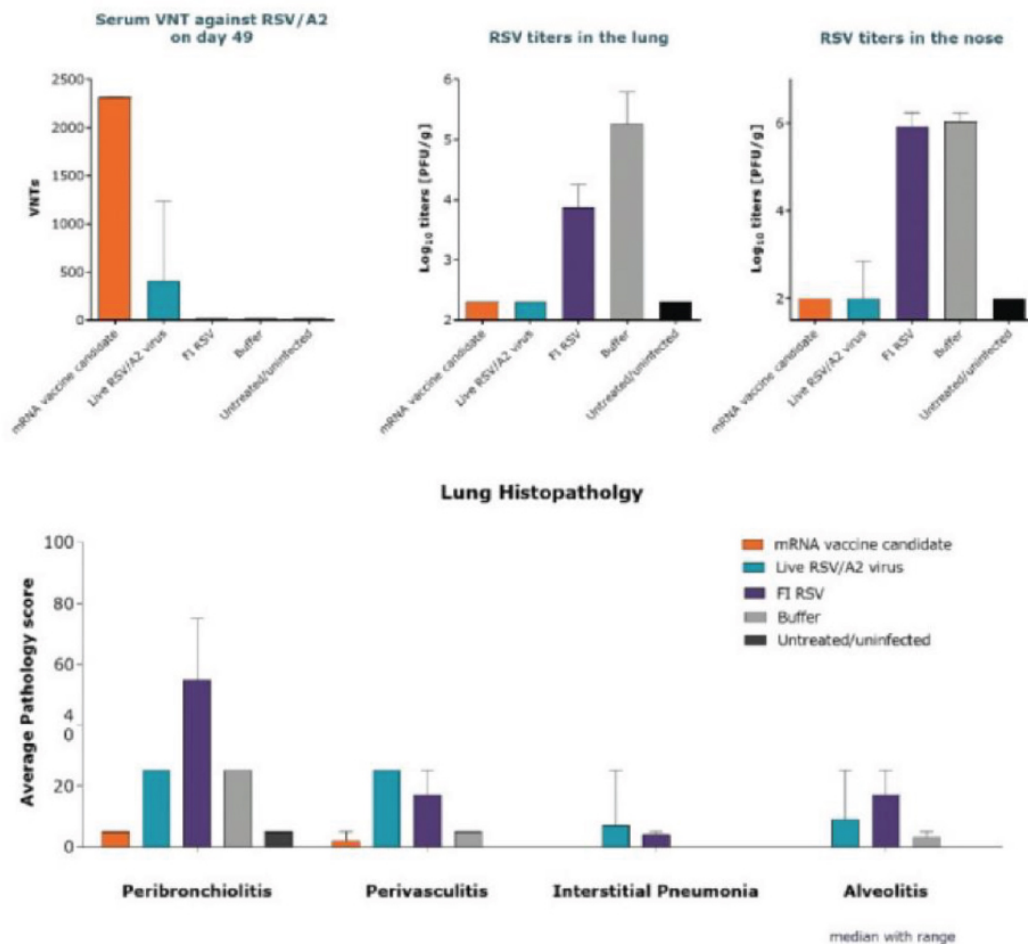 Serum VNT against RSV/A2
on day 49
VNTs
2500
2000
1500
1000
500
0
mRNA vaccine candidate
Live RSV/A2 virus
FI RSV
Buffer
Untreated/uninfected
RSV titers in the lung
Log10 titers [PFU/g]
6
5
4
3
2
mRNA vaccine candidate
Live RSV/A2 virus
FI RSV
Buffer
Untreated/uninfected
RSV titers in the nose
Log10 titers [PFU/g]
6
4
2
mRNA vaccine candidate
Live RSV/A2 virus
FI RSV
Buffer
Untreated/uninfected
Lung Histopatholgy
Average Pathology score
100
80
60
4
0
20
0
mRNA vaccine candidate
Live RSV/A2 virus
FI RSV
Buffer
Untreated/uninfected
Peribronchiolitis
Perivasculitis
Interstitial Pneumonia
Alveolitis
median with range